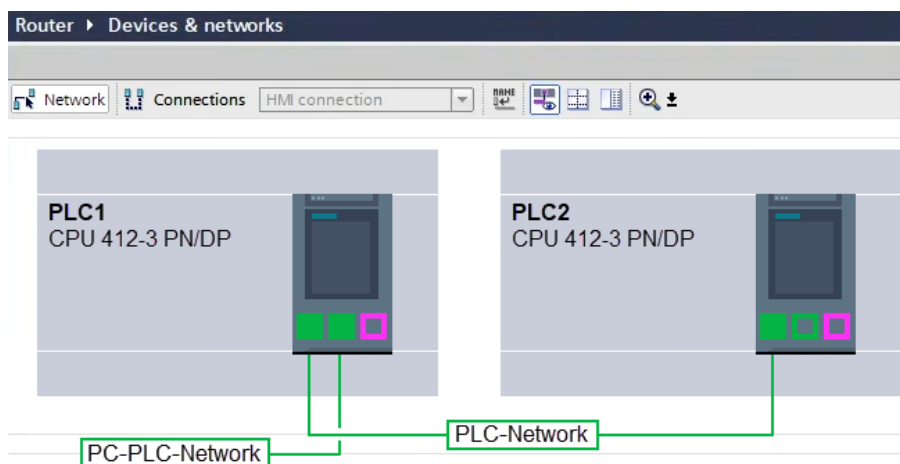 Router ▸ Devices & networks
Network Connections HMI connection NAME
PLC1
CPU 412-3 PN/DP
PLC2
CPU 412-3 PN/DP
PLC-Network
PC-PLC-Network